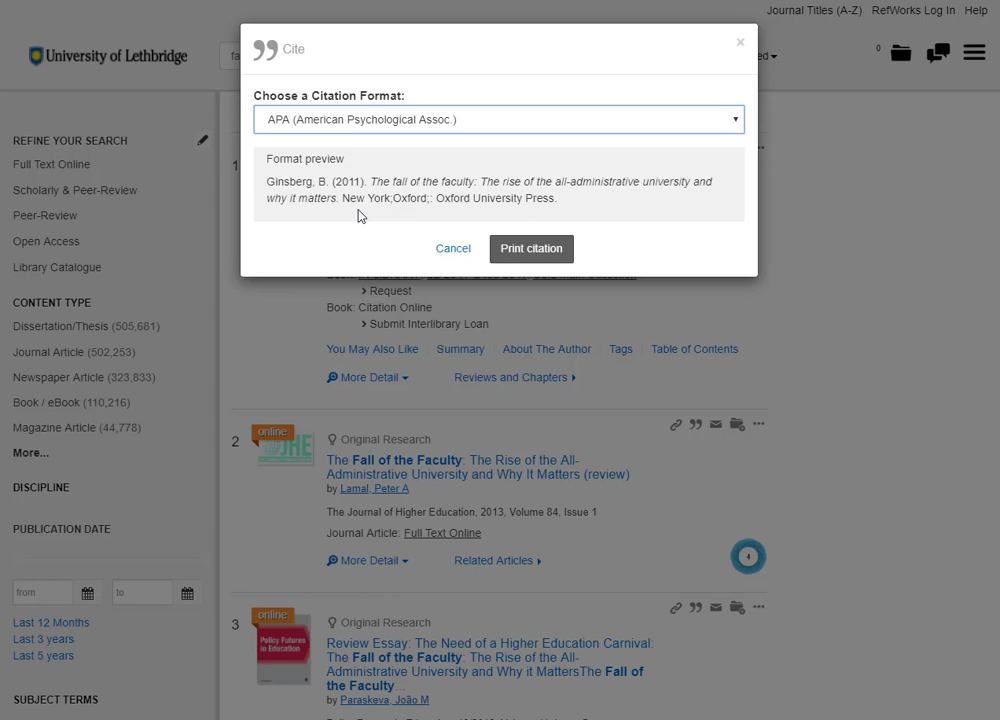 Journal Titles (A-Z) RefWorks Log In Help
University of Lethbridge
fa
ed
0
Cite
×
Choose a Citation Format:
APA (American Psychological Assoc.)
Format preview
Ginsberg, B. (2011). The fall of the faculty: The rise of the all-administrative university and
why it matters. New York;Oxford;: Oxford University Press.
Cancel Print citation
REFINE YOUR SEARCH
Full Text Online
Scholarly & Peer-Review
Peer-Review
Open Access
Library Catalogue
CONTENT TYPE
Dissertation/Thesis (505,681)
Journal Article (502,253)
Newspaper Article (323,833)
Book / eBook (110,216)
Magazine Article (44,778)
More...
DISCIPLINE
PUBLICATION DATE
from to
Last 12 Months
Last 3 years
Last 5 years
SUBJECT TERMS
1
Request
Book: Citation Online
Submit Interlibrary Loan
You May Also Like Summary About The Author Tags Table of Contents
More Detail Reviews and Chapters
2
online
JHE
Original Research
The Fall of the Faculty: The Rise of the All-
Administrative University and Why It Matters (review)
by Lamal, Peter A
The Journal of Higher Education, 2013, Volume 84, Issue 1
Journal Article: Full Text Online
More Detail Related Articles
4
3
online
Policy Futures
in Education
Original Research
Review Essay: The Need of a Higher Education Carnival:
The Fall of the Faculty: The Rise of the All-
Administrative University and Why it MattersThe Fall of
the Faculty...
by Paraskeva, João M